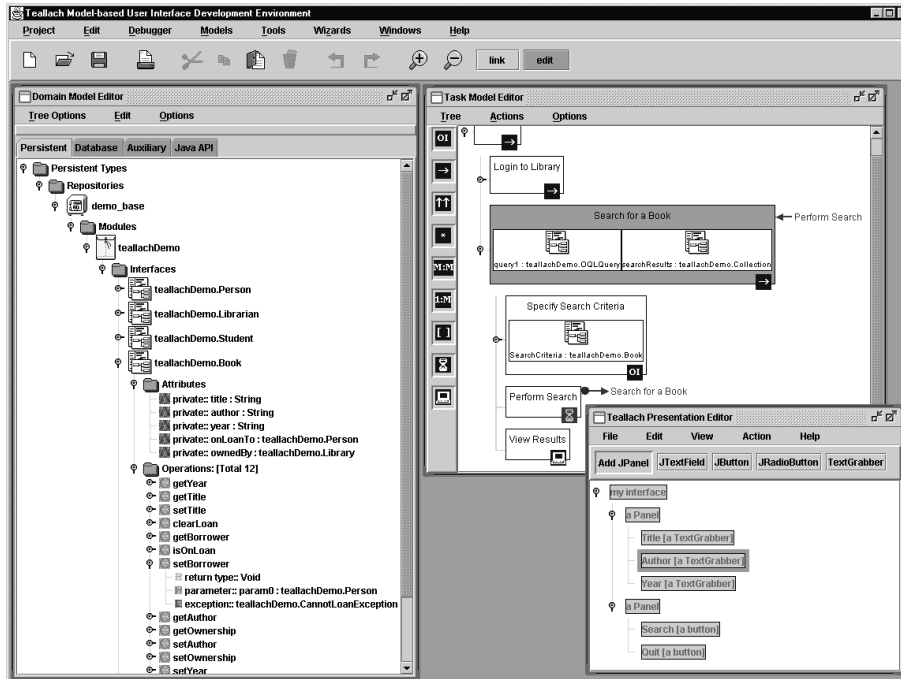 Teallach Model-based User Interface Development Environment
Project Edit Debugger Models Tools Wizards Windows Help
link edit
Domain Model Editor
Tree Options Edit Options
Persistent Database Auxiliary Java API
Persistent Types
Repositories
demo_base
Modules
teallachDemo
Interfaces
teallachDemo.Person
teallachDemo.Librarian
teallachDemo.Student
teallachDemo.Book
Attributes
private:: title : String
private:: author : String
private:: year : String
private:: onLoanTo : teallachDemo.Person
private:: ownedBy : teallachDemo.Library
Operations: [Total 12]
getYear
getTitle
setTitle
clearLoan
getBorrower
isOnLoan
setBorrower
return type:: Void
parameter:: param0 : teallachDemo.Person
exception:: teallachDemo.CannotLoanException
getAuthor
getOwnership
setAuthor
setOwnership
setYear
Task Model Editor
Tree Actions Options
OI
*
M:M
1:M
[ ]
Login to Library
Search for a Book
Perform Search
query1 : teallachDemo.OQLQuery
searchResults : teallachDemo.Collection
Specify Search Criteria
SearchCriteria : teallachDemo.Book
OI
Perform Search
Search for a Book
View Results
Teallach Presentation Editor
File Edit View Action Help
Add JPanel JTextField JButton JRadioButton TextGrabber
my interface
a Panel
Title [a TextGrabber]
Author [a TextGrabber]
Year [a TextGrabber]
a Panel
Search [a button]
Quit [a button]